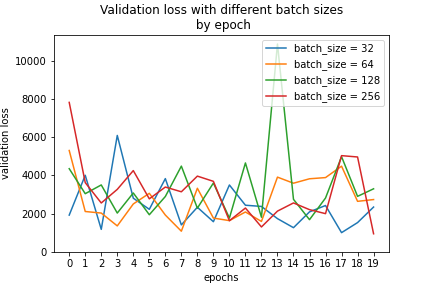 Validation loss with different batch sizes
by epoch
validation loss
10000
8000
6000
4000
2000
0
batch_size = 32
batch_size = 64
batch_size = 128
batch_size = 256
0 1 2 3 4 5 6 7 8 9 10 11 12 13 14 15 16 17 18 19
epochs